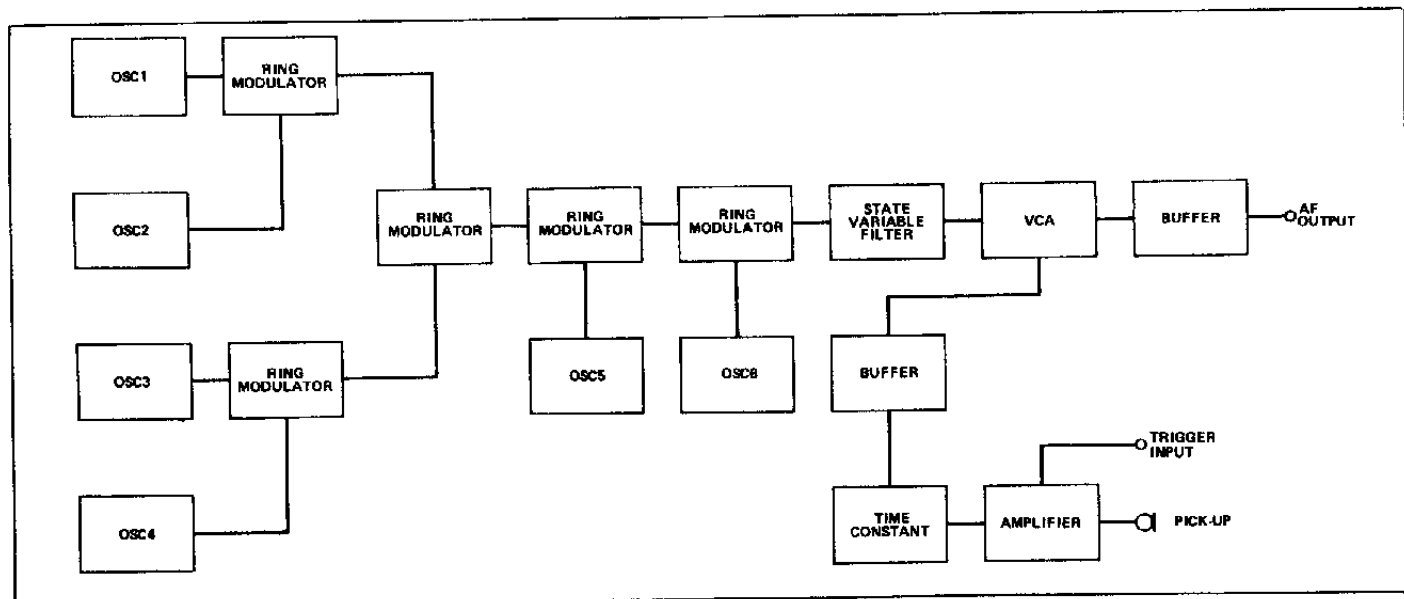 OSC1
RING
MODULATOR
OSC2
RING
MODULATOR
RING
MODULATOR
RING
MODULATOR
STATE
VARIABLE
FILTER
VCA
BUFFER
AF
OUTPUT
OSC3
RING
MODULATOR
OSC5
OSC6
BUFFER
TRIGGER
INPUT
OSC4
TIME
CONSTANT
AMPLIFIER
PICK-UP